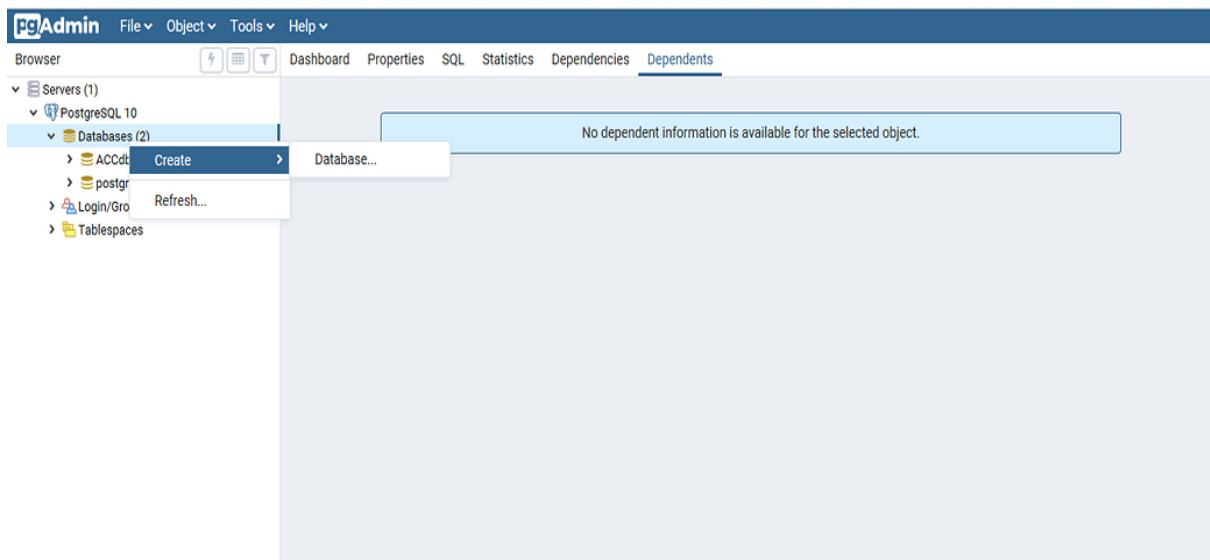 pgAdmin File Object Tools Help
Browser Dashboard Properties SQL Statistics Dependencies Dependents
Servers (1)
PostgreSQL 10
Databases (2)
No dependent information is available for the selected object.
Create Database...
Refresh...
Tablespaces